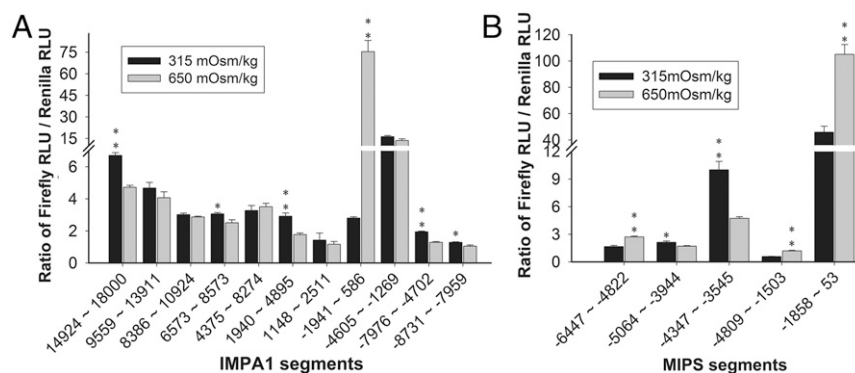 A
Ratio of Firefly RLU / Renilla RLU
75
60
45
30
15
6
4
2
0
315 mOsm/kg
650 mOsm/kg
* *
*
* *
* *
* *
*
14924 ~ 18000
9559 ~ 13911
8386 ~ 10924
6573 ~ 8573
4375 ~ 8274
1940 ~ 4895
1148 ~ 2511
-1941 ~ 586
-4605 ~ -1269
-7976 ~ -4702
-8731 ~ -7959
IMPA1 segments
B
Ratio of Firefly RLU / Renilla RLU
120
100
80
60
40
12
9
6
3
0
315mOsm/kg
650mOsm/kg
* *
*
* *
* *
* *
-6447 ~ -4822
-5064 ~ -3944
-4347 ~ -3545
-4809 ~ -1503
-1858 ~ 53
MIPS segments